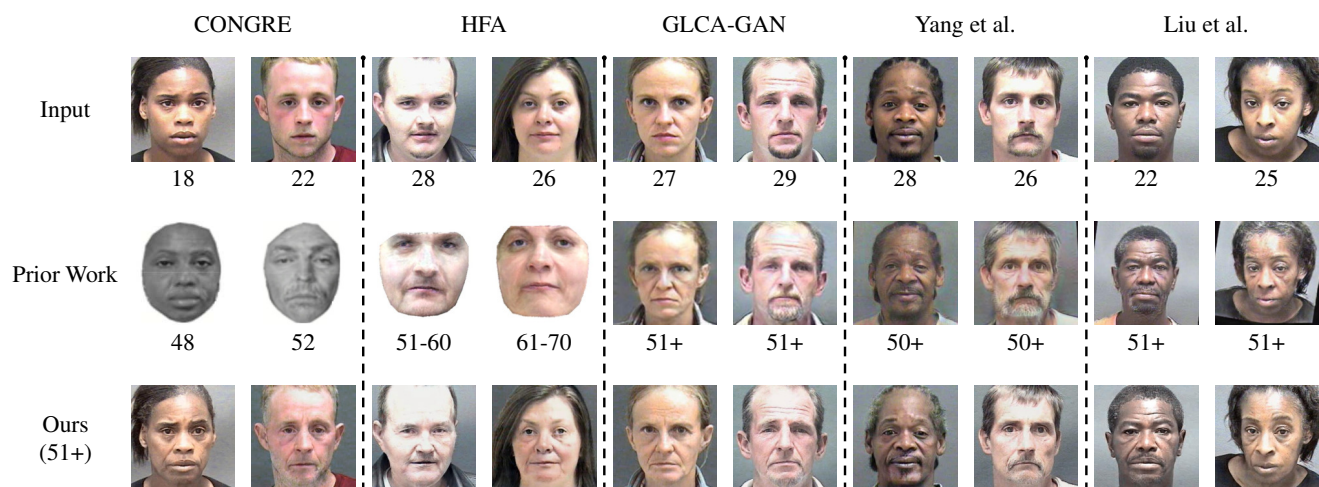 CONGRE HFA GLCA-GAN Yang et al. Liu et al.
Input
18 22 28 26 27 29 28 26 22 25
Prior Work
48 52 51-60 61-70 51+ 51+ 50+ 50+ 51+ 51+
Ours
(51+)